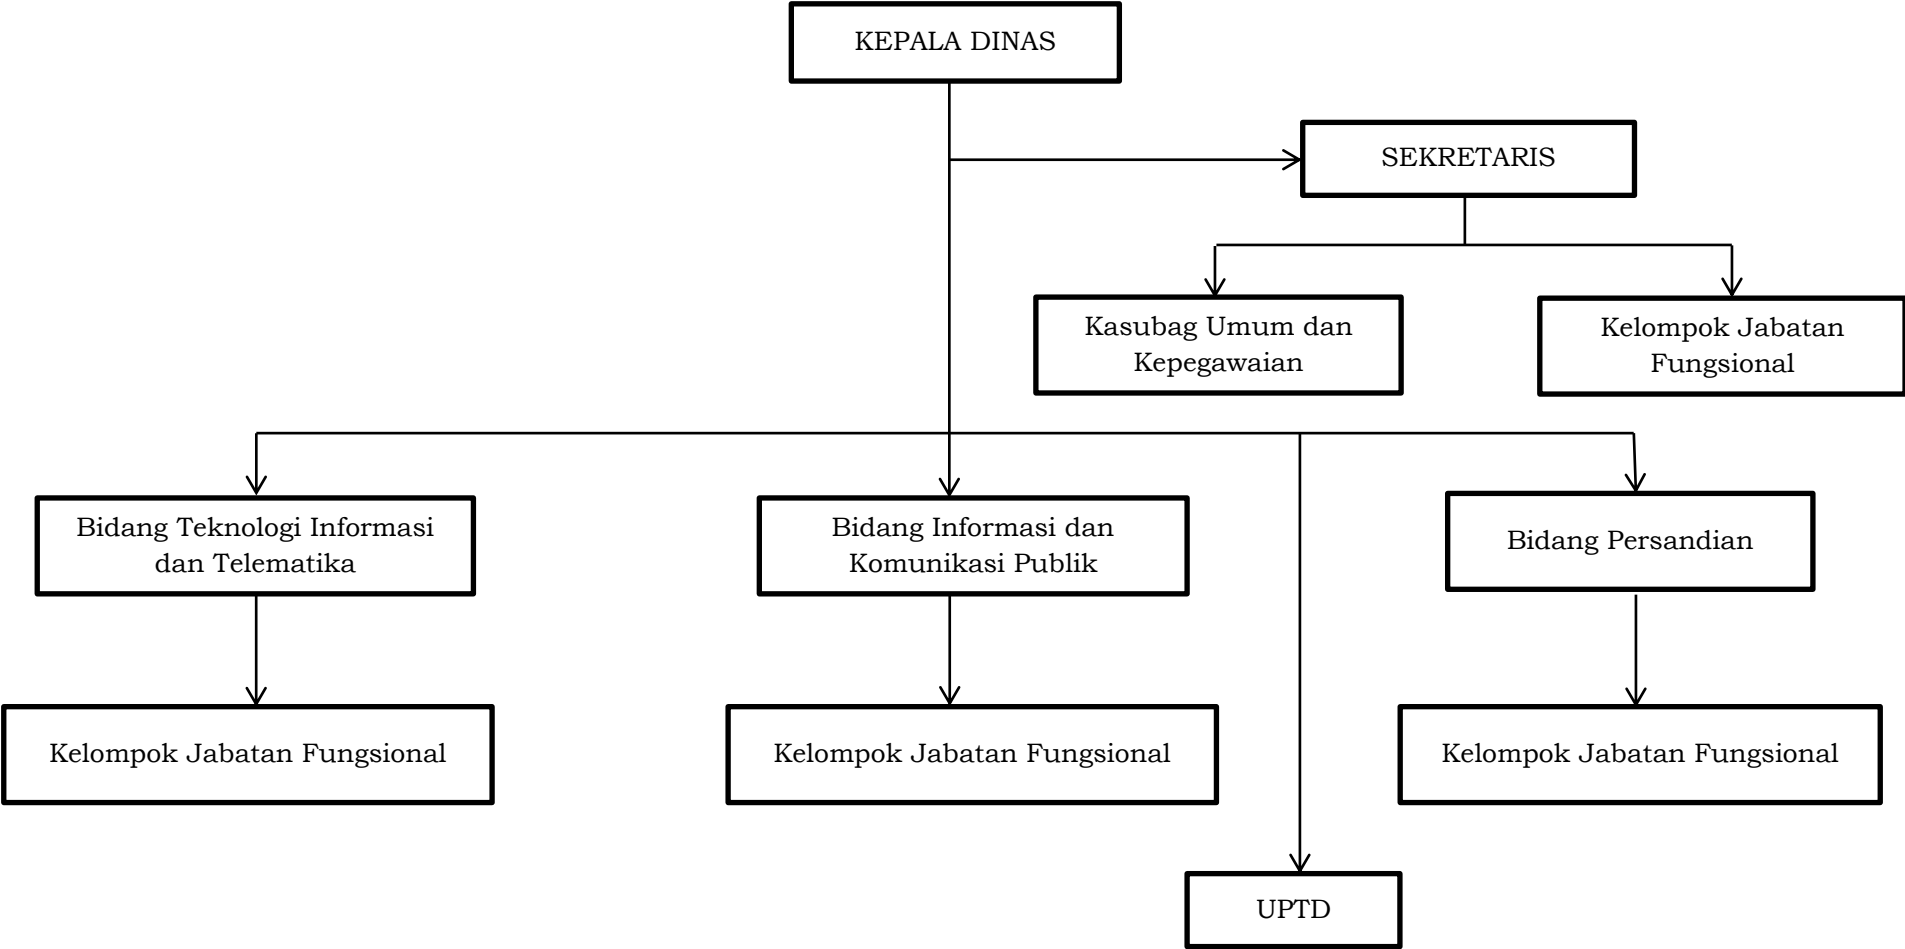 KEPALA DINAS
SEKRETARIS
Kasubag Umum dan
Kepegawaian
Kelompok Jabatan
Fungsional
Bidang Teknologi Informasi
dan Telematika
Bidang Informasi dan
Komunikasi Publik
Bidang Persandian
Kelompok Jabatan Fungsional
Kelompok Jabatan Fungsional
Kelompok Jabatan Fungsional
UPTD